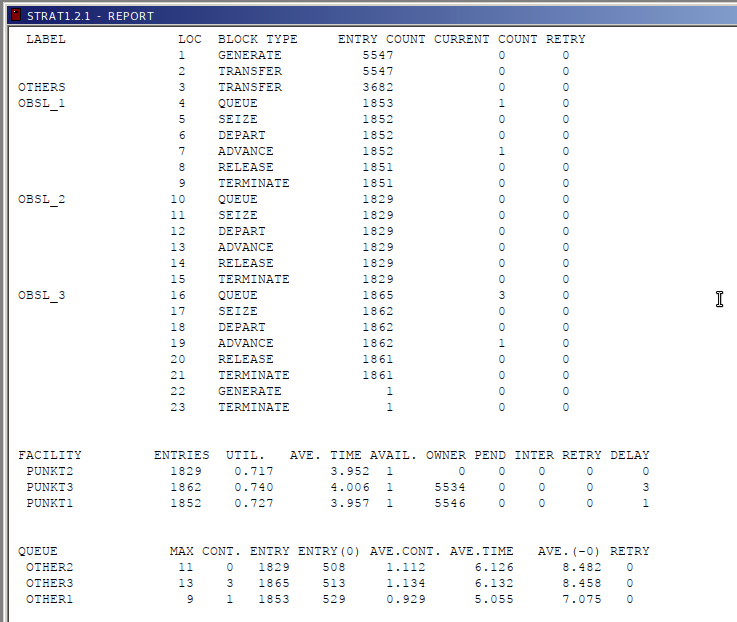 STRAT1.2.1 - REPORT
LABEL LOC BLOCK TYPE ENTRY COUNT CURRENT COUNT RETRY
1 GENERATE 5547 0 0
2 TRANSFER 5547 0 0
OTHERS 3 TRANSFER 3682 0 0
OBSL_1 4 QUEUE 1853 1 0
5 SEIZE 1852 0 0
6 DEPART 1852 0 0
7 ADVANCE 1852 1 0
8 RELEASE 1851 0 0
9 TERMINATE 1851 0 0
OBSL_2 10 QUEUE 1829 0 0
11 SEIZE 1829 0 0
12 DEPART 1829 0 0
13 ADVANCE 1829 0 0
14 RELEASE 1829 0 0
15 TERMINATE 1829 0 0
OBSL_3 16 QUEUE 1865 3 0
17 SEIZE 1862 0 0
18 DEPART 1862 0 0
19 ADVANCE 1862 1 0
20 RELEASE 1861 0 0
21 TERMINATE 1861 0 0
22 GENERATE 1 0 0
23 TERMINATE 1 0 0
FACILITY ENTRIES UTIL. AVE. TIME AVAIL. OWNER PEND INTER RETRY DELAY
PUNKT2 1829 0.717 3.952 1 0 0 0 0 0
PUNKT3 1862 0.740 4.006 1 5534 0 0 0 3
PUNKT1 1852 0.727 3.957 1 5546 0 0 0 1
QUEUE MAX CONT. ENTRY ENTRY(0) AVE.CONT. AVE.TIME AVE.(-0) RETRY
OTHER2 11 0 1829 508 1.112 6.126 8.482 0
OTHER3 13 3 1865 513 1.134 6.132 8.458 0
OTHER1 9 1 1853 529 0.929 5.055 7.075 0